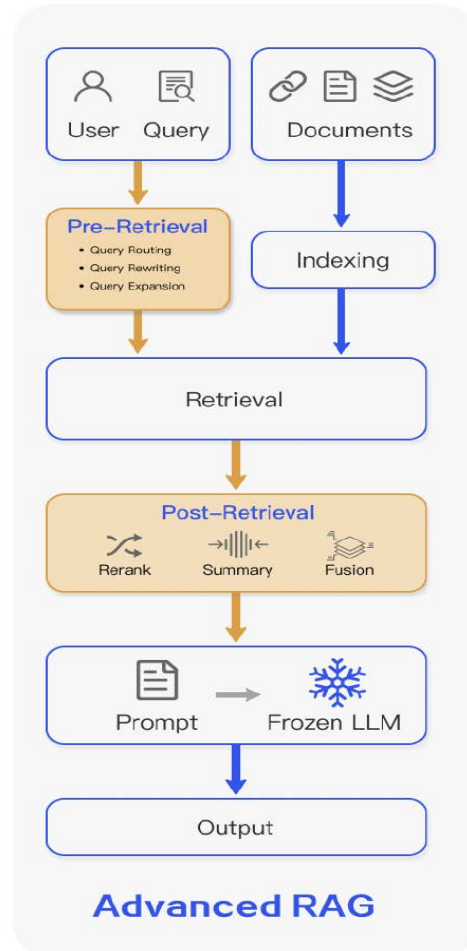 User Query
Documents
Pre-Retrieval
• Query Routing
• Query Rewriting
• Query Expansion
Indexing
Retrieval
Post-Retrieval
Rerank
Summary
Fusion
Prompt
Frozen LLM
Output
Advanced RAG